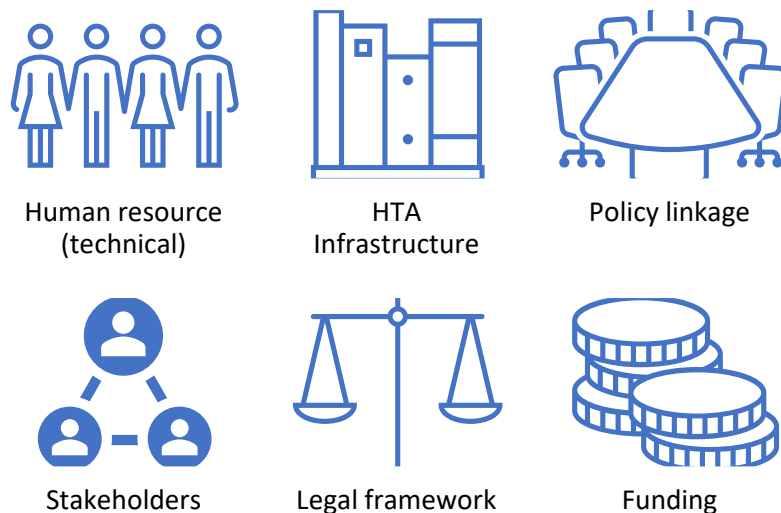 Human resource
(technical)
HTA
Infrastructure
Policy linkage
Stakeholders
Legal framework
Funding